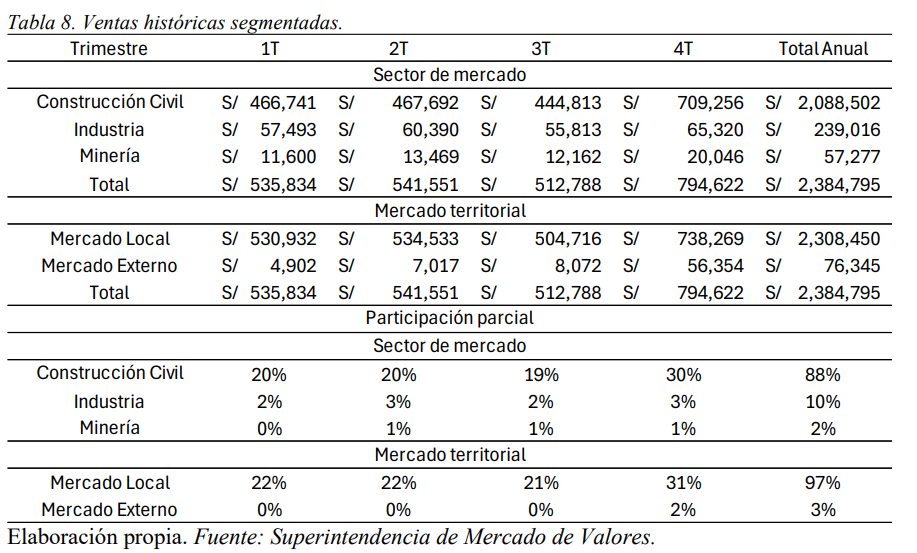 Tabla 8. Ventas históricas segmentadas.
Trimestre 1T 2T 3T 4T Total Anual
Sector de mercado
Construcción Civil S/ 466,741 S/ 467,692 S/ 444,813 S/ 709,256 S/ 2,088,502
Industria S/ 57,493 S/ 60,390 S/ 55,813 S/ 65,320 S/ 239,016
Minería S/ 11,600 S/ 13,469 S/ 12,162 S/ 20,046 S/ 57,277
Total S/ 535,834 S/ 541,551 S/ 512,788 S/ 794,622 S/ 2,384,795
Mercado territorial
Mercado Local S/ 530,932 S/ 534,533 S/ 504,716 S/ 738,269 S/ 2,308,450
Mercado Externo S/ 4,902 S/ 7,017 S/ 8,072 S/ 56,354 S/ 76,345
Total S/ 535,834 S/ 541,551 S/ 512,788 S/ 794,622 S/ 2,384,795
Participación parcial
Sector de mercado
Construcción Civil 20% 20% 19% 30% 88%
Industria 2% 3% 2% 3% 10%
Minería 0% 1% 1% 1% 2%
Mercado territorial
Mercado Local 22% 22% 21% 31% 97%
Mercado Externo 0% 0% 0% 2% 3%
Elaboración propia. Fuente: Superintendencia de Mercado de Valores.